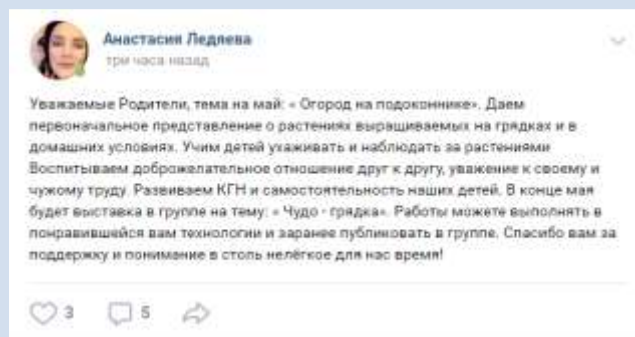 Анастасия Ледяева
три часа назад
Уважаемые Родители, тема на май: « Огород на подоконнике». Даем
первоначальное представление о растениях выращиваемых на грядках и в
домашних условиях. Учим детей ухаживать и наблюдать за растениями
Воспитываем доброжелательное отношение друг к другу, уважение к своему и
чужому труду. Развиваем КГН и самостоятельность наших детей. В конце мая
будет выставка в группе на тему: « Чудо - грядка». Работы можете выполнять в
понравившейся вам технологии и заранее публиковать в группе. Спасибо вам за
поддержку и понимание в столь нелёгкое для нас время!
3 5